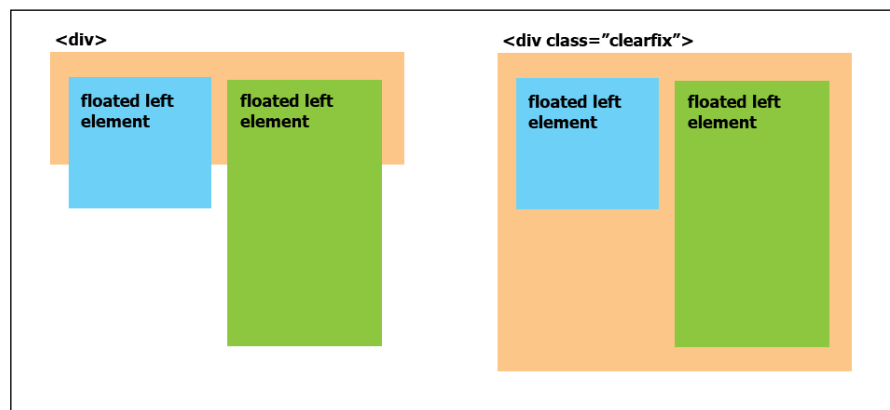 <div>
floated left
element
floated left
element
<div class=”clearfix”>
floated left
element
floated left
element